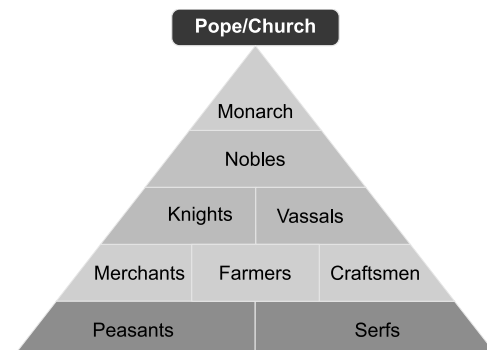 Pope/Church
Monarch
Nobles
Knights Vassals
Merchants Farmers Craftsmen
Peasants Serfs